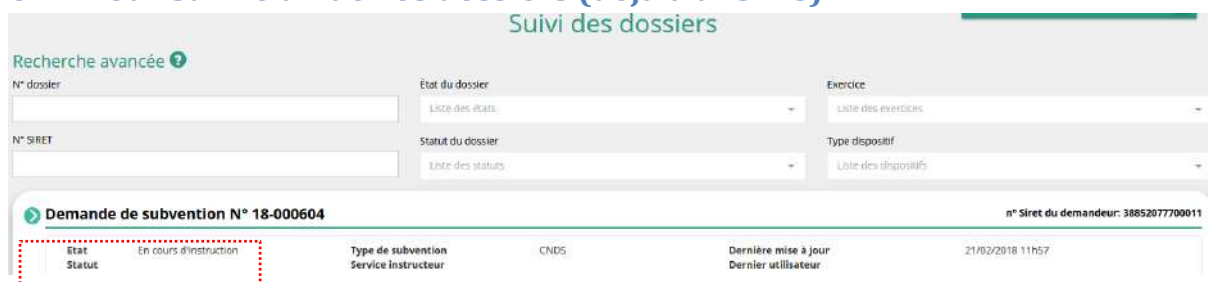 Suivi des dossiers
Recherche avancée ?
N° dossier État du dossier Exercice
Liste des états Liste des exercices
N° SIRET Statut du dossier Type dispositif
Liste des statuts Liste des dispositifs
Demande de subvention N° 18-000604 n° Siret du demandeur: 38852077700011
Etat En cours d'instruction Type de subvention CNDS Dernière mise à jour 21/02/2018 11h57
Statut Service instructeur Dernier utilisateur